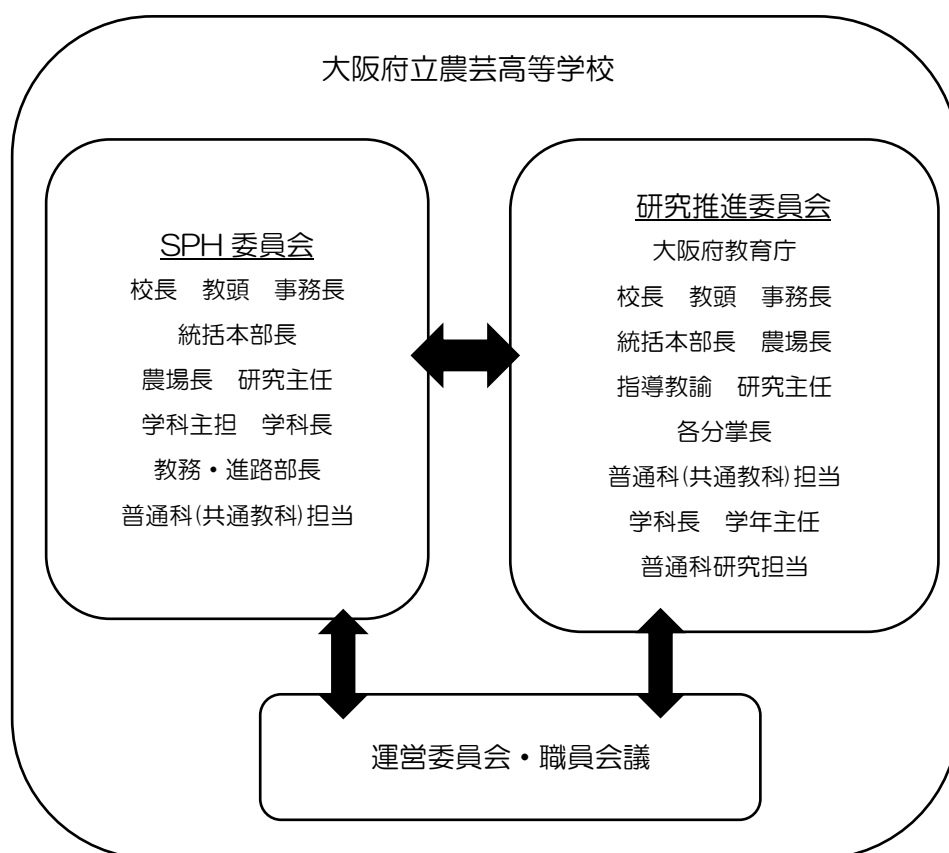 大阪府立農芸高等学校
SPH 委員会
校長　教頭　事務長
統括本部長
農場長　研究主任
学科主担　学科長
教務・進路部長
普通科(共通教科)担当
研究推進委員会
大阪府教育庁
校長　教頭　事務長
統括本部長　農場長
指導教諭　研究主任
各分掌長
普通科(共通教科)担当
学科長　学年主任
普通科研究担当
運営委員会・職員会議